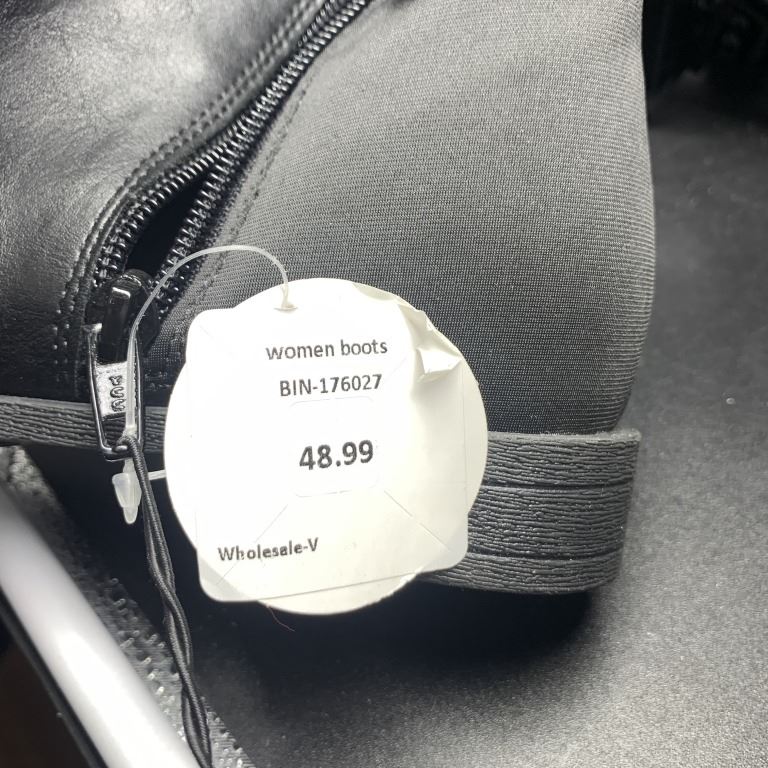 women boots
BIN-176027
48.99
Wholesale-V